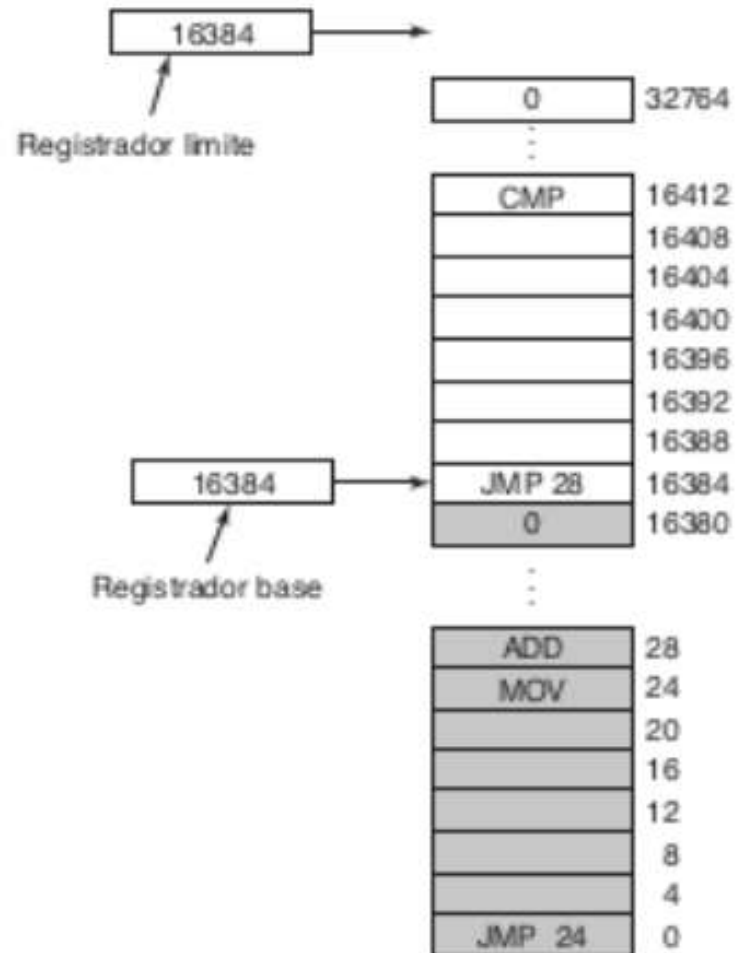 16384
Registrador limite
0 32764
CMP 16412
16408
16404
16400
16396
16392
16388
16384 JMP 28 16384
0 16380
Registrador base
ADD 28
MOV 24
20
16
12
8
4
JMP 24 0